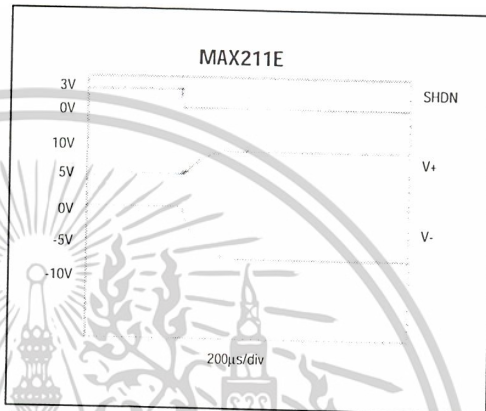 MAX211E
3V
SHDN
0V
10V
V+
5V
0V
V-
-5V
-10V
200µs/div